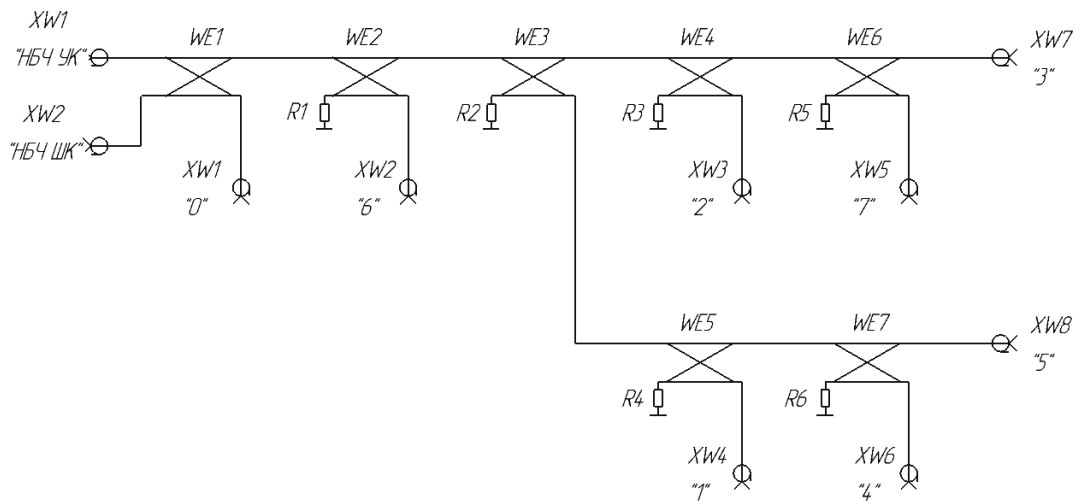 XW1
WE1
WE2
WE3
WE4
WE6
XW7
"НБЧ УК"
"3"
XW2
R1
R2
R3
R5
"НБЧ ШК"
XW1
XW2
XW3
XW5
"0"
"6"
"2"
"7"
WE5
WE7
XW8
"5"
R4
R6
XW4
XW6
"1"
"4"